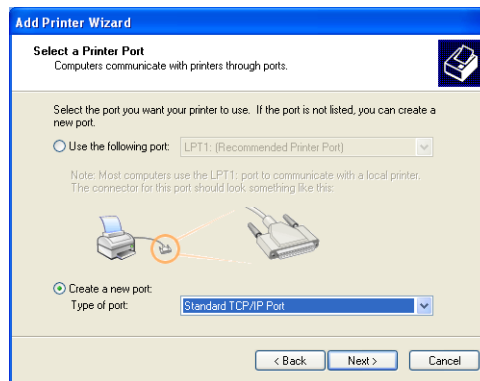 Add Printer Wizard
Select a Printer Port
Computers communicate with printers through ports.
Select the port you want your printer to use. If the port is not listed, you can create a
new port.
Use the following port: LPT1: (Recommended Printer Port)
Note: Most computers use the LPT1: port to communicate with a local printer.
The connector for this port should look something like this:
Create a new port:
Type of port: Standard TCP/IP Port
< Back Next > Cancel